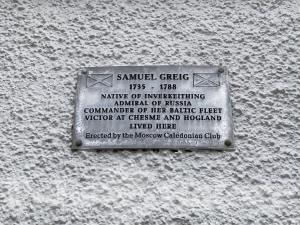 SAMUEL GREIG
1735 - 1788
NATIVE OF INVERKEITHING
ADMIRAL OF RUSSIA
COMMANDER OF HER BALTIC FLEET
VICTOR AT CHESME AND HOGLAND
LIVED HERE
Erected by the Moscow Caledonian Club